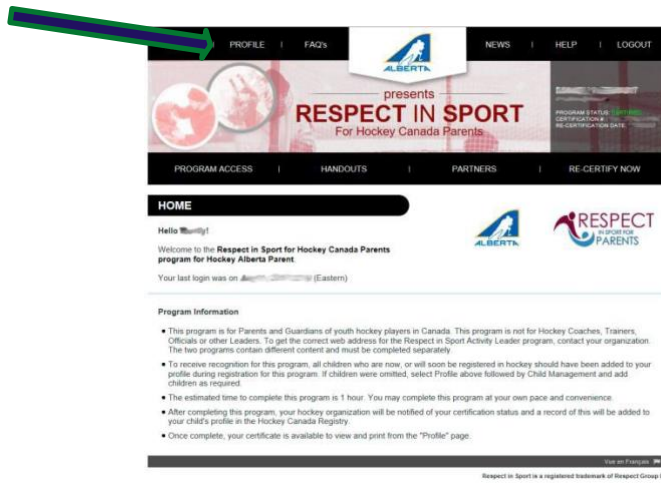 PROFILE | FAQ's
ALBERTA
NEWS | HELP | LOGOUT
presents
RESPECT IN SPORT
For Hockey Canada Parents
PROGRAM STATUS:
CERTIFICATION #
RE-CERTIFICATION DATE:
PROGRAM ACCESS | HANDOUTS | PARTNERS | RE-CERTIFY NOW
HOME
Hello
ALBERTA
RESPECT
IN SPORT FOR
PARENTS
Welcome to the Respect in Sport for Hockey Canada Parents
program for Hockey Alberta Parent.
Your last login was on (Eastern)
Program Information
• This program is for Parents and Guardians of youth hockey players in Canada. This program is not for Hockey Coaches, Trainers,
Officials or other Leaders. To get the correct web address for the Respect in Sport Activity Leader program, contact your organization.
The two programs contain different content and must be completed separately.
• To receive recognition for this program, all children who are now, or will soon be registered in hockey should have been added to your
profile during registration for this program. If children were omitted, select Profile above followed by Child Management and add
children as required.
• The estimated time to complete this program is 1 hour. You may complete this program at your own pace and convenience.
• After completing this program, your hockey organization will be notified of your certification status and a record of this will be added to
your child's profile in the Hockey Canada Registry.
• Once complete, your certificate is available to view and print from the "Profile" page.
Vue en Français
Respect in Sport is a registered trademark of Respect Group